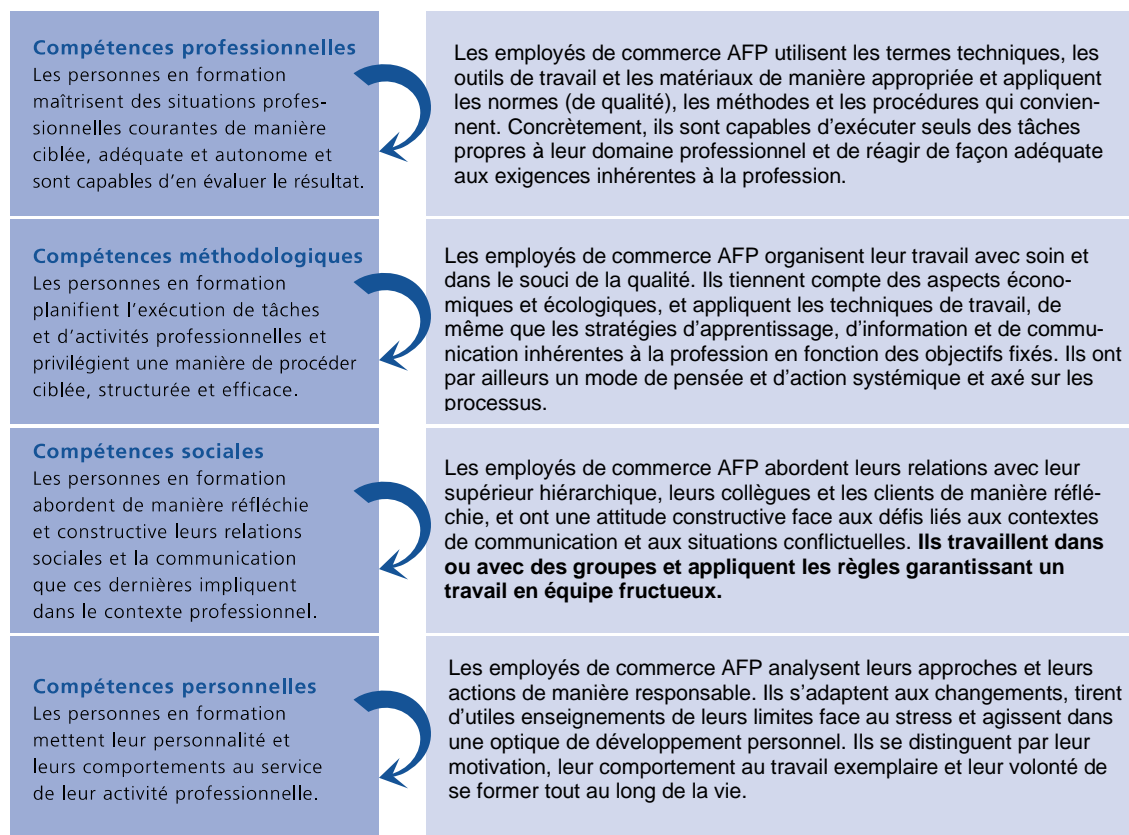 Compétences professionnelles
Les personnes en formation
maîtrisent des situations profes-
sionnelles courantes de manière
ciblée, adéquate et autonome et
sont capables d'en évaluer le résultat.
Les employés de commerce AFP utilisent les termes techniques, les
outils de travail et les matériaux de manière appropriée et appliquent
les normes (de qualité), les méthodes et les procédures qui convien-
nent. Concrètement, ils sont capables d'exécuter seuls des tâches
propres à leur domaine professionnel et de réagir de façon adéquate
aux exigences inhérentes à la profession.
Compétences méthodologiques
Les personnes en formation
planifient l'exécution de tâches
et d'activités professionnelles et
privilégient une manière de procéder
ciblée, structurée et efficace.
Les employés de commerce AFP organisent leur travail avec soin et
dans le souci de la qualité. Ils tiennent compte des aspects écono-
miques et écologiques, et appliquent les techniques de travail, de
même que les stratégies d'apprentissage, d'information et de commu-
nication inhérentes à la profession en fonction des objectifs fixés. Ils ont
par ailleurs un mode de pensée et d'action systémique et axé sur les
processus.
Compétences sociales
Les personnes en formation
abordent de manière réfléchie
et constructive leurs relations
sociales et la communication
que ces dernières impliquent
dans le contexte professionnel.
Les employés de commerce AFP abordent leurs relations avec leur
supérieur hiérarchique, leurs collègues et les clients de manière réflé-
chie, et ont une attitude constructive face aux défis liés aux contextes
de communication et aux situations conflictuelles. Ils travaillent dans
ou avec des groupes et appliquent les règles garantissant un
travail en équipe fructueux.
Compétences personnelles
Les personnes en formation
mettent leur personnalité et
leurs comportements au service
de leur activité professionnelle.
Les employés de commerce AFP analysent leurs approches et leurs
actions de manière responsable. Ils s'adaptent aux changements, tirent
d'utiles enseignements de leurs limites face au stress et agissent dans
une optique de développement personnel. Ils se distinguent par leur
motivation, leur comportement au travail exemplaire et leur volonté de
se former tout au long de la vie.